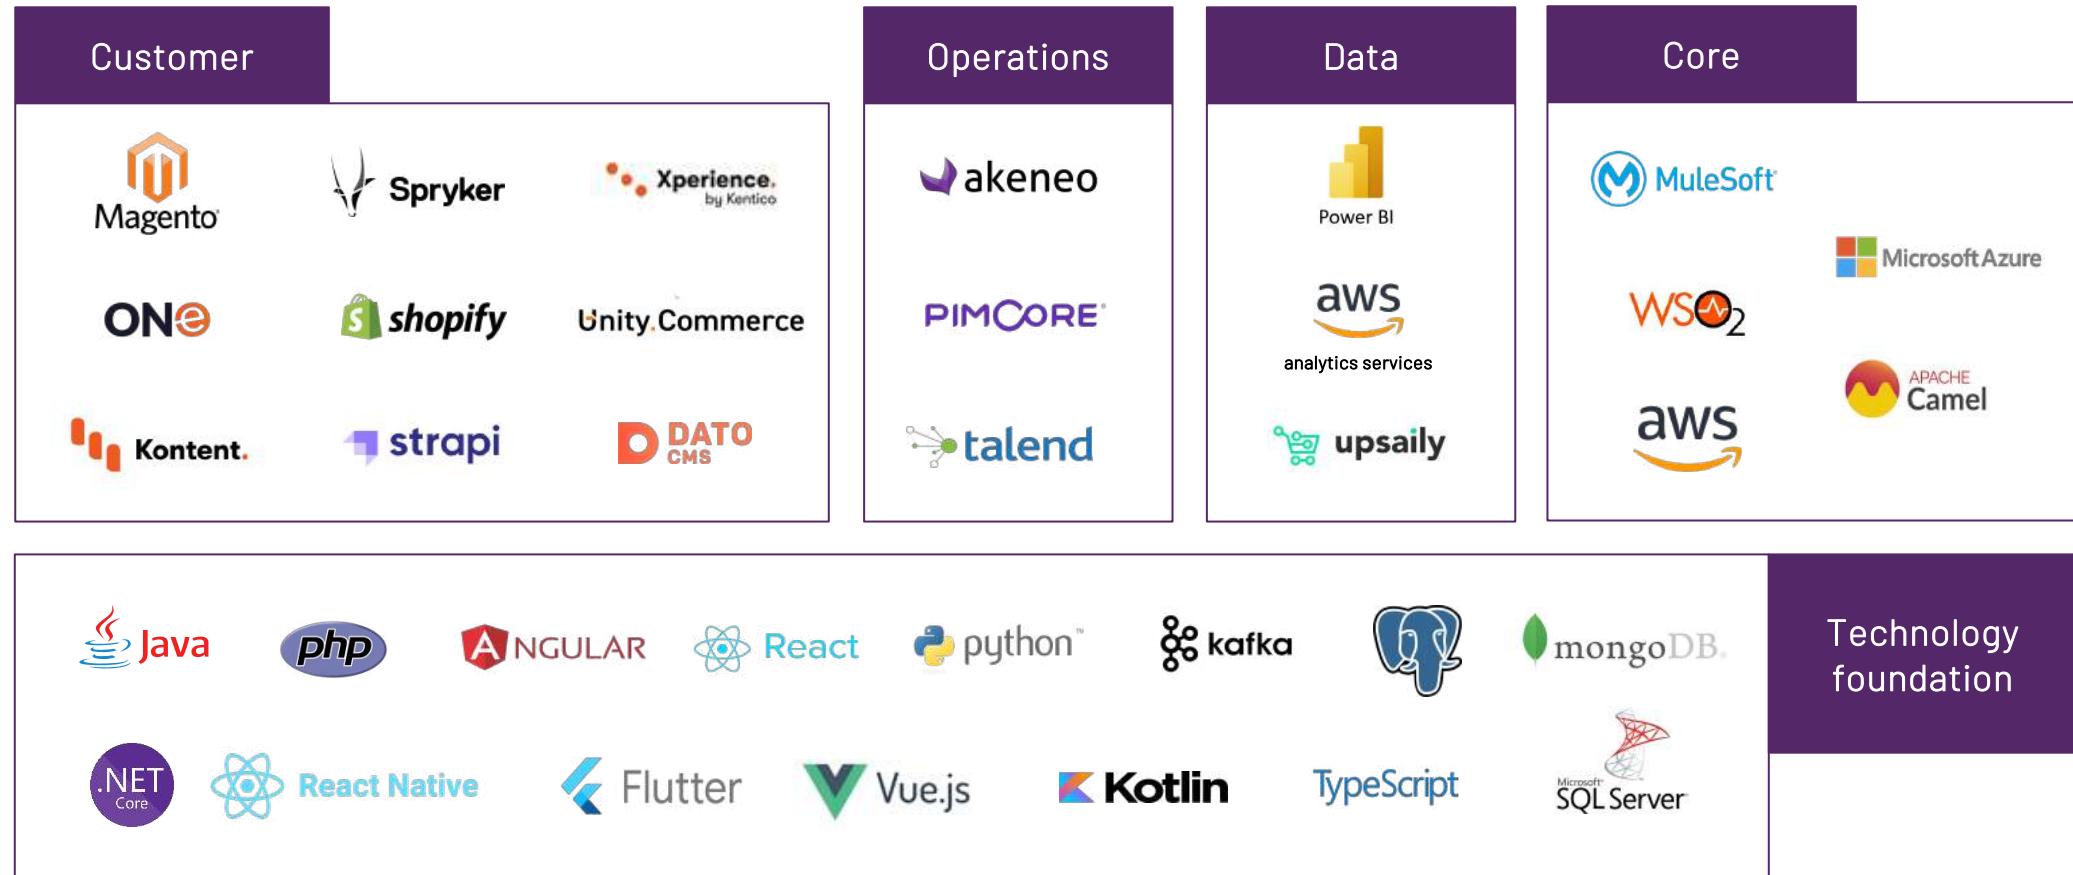 Customer
Magento
Spryker
Xperience.
by Kentico
ONe
shopify
Unity.Commerce
Kontent.
strapi
DATO
CMS
Operations
akeneo
PIMCORE®
talend
Data
Power BI
aws
analytics services
upsaily
Core
MuleSoft
Microsoft Azure
WSO2
APACHE
Camel
aws
Java
php
ANGULAR
React
python™
kafka
mongoDB.
.NET
Core
React Native
Flutter
Vue.js
Kotlin
TypeScript
Microsoft®
SQL Server
Technology
foundation